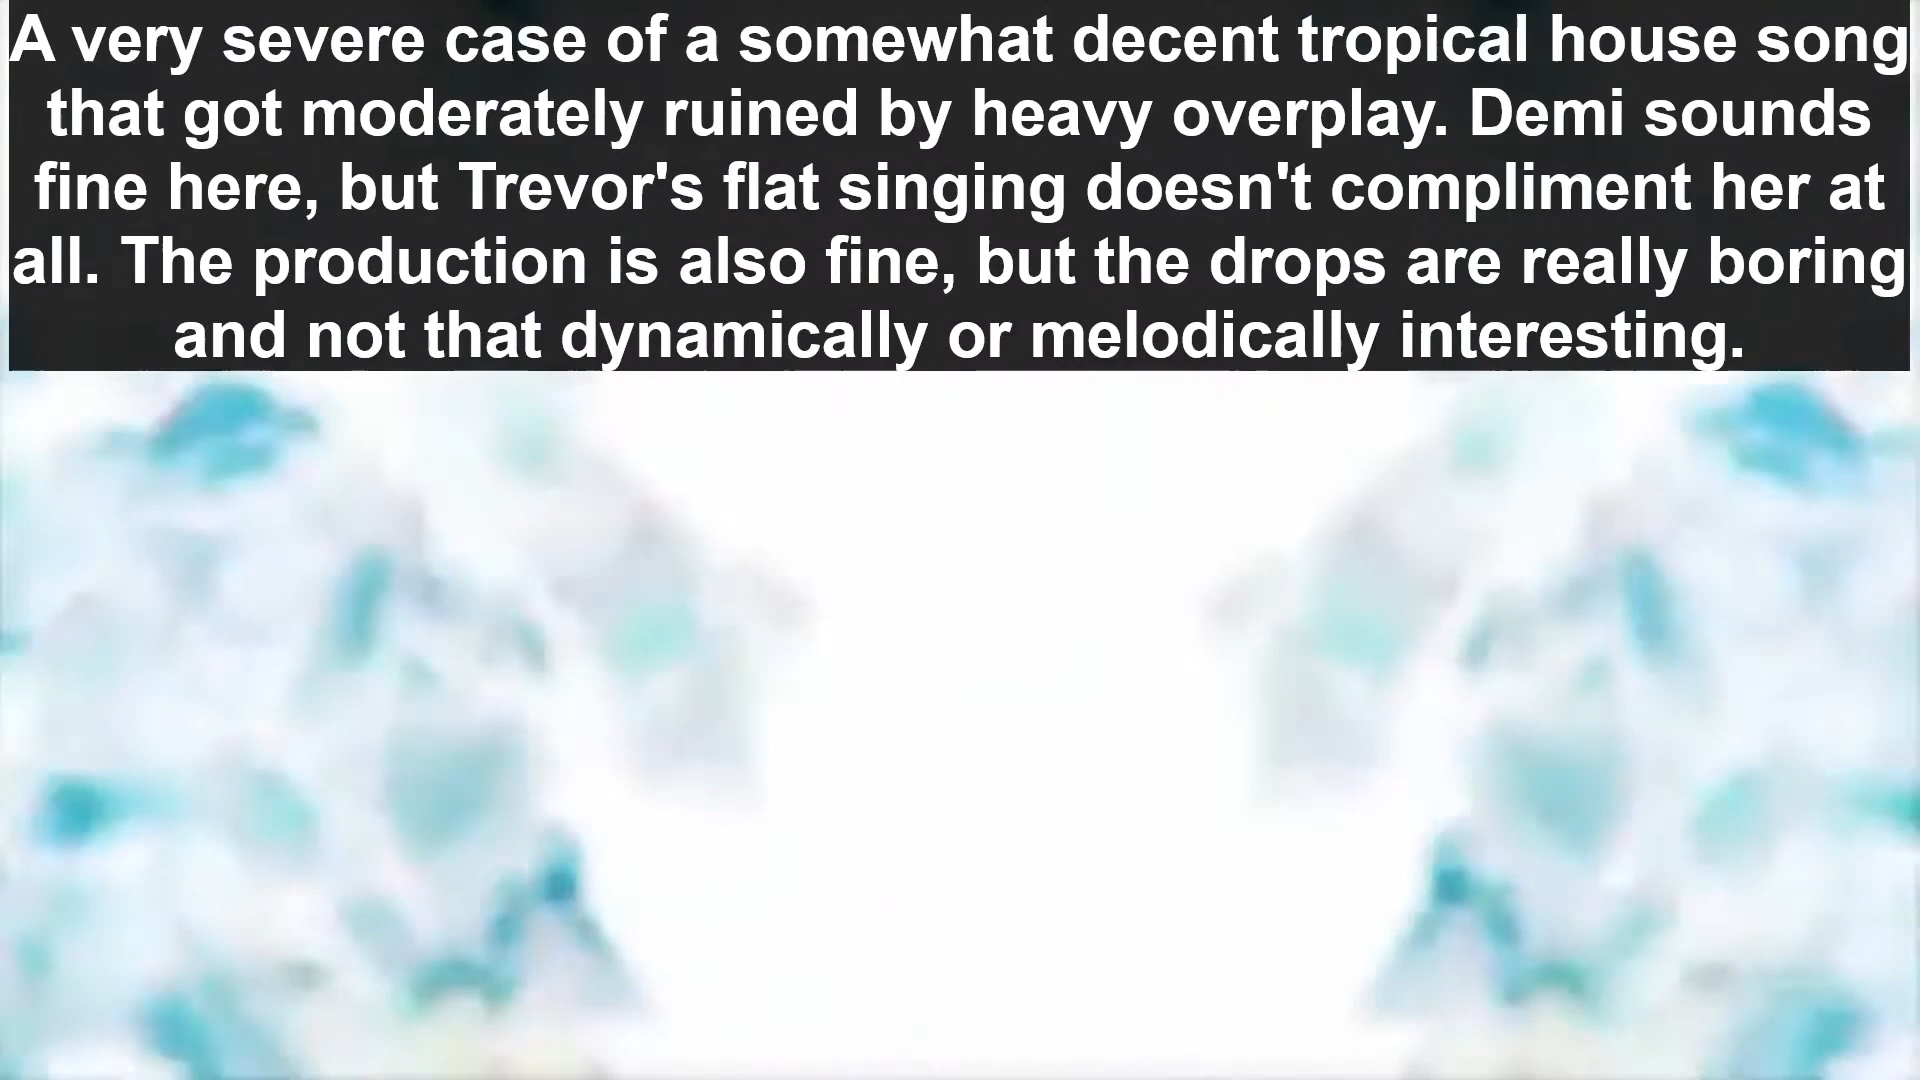 A very severe case of a somewhat decent tropical house song
that got moderately ruined by heavy overplay. Demi sounds
fine here, but Trevor's flat singing doesn't compliment her at
all. The production is also fine, but the drops are really boring
and not that dynamically or melodically interesting.